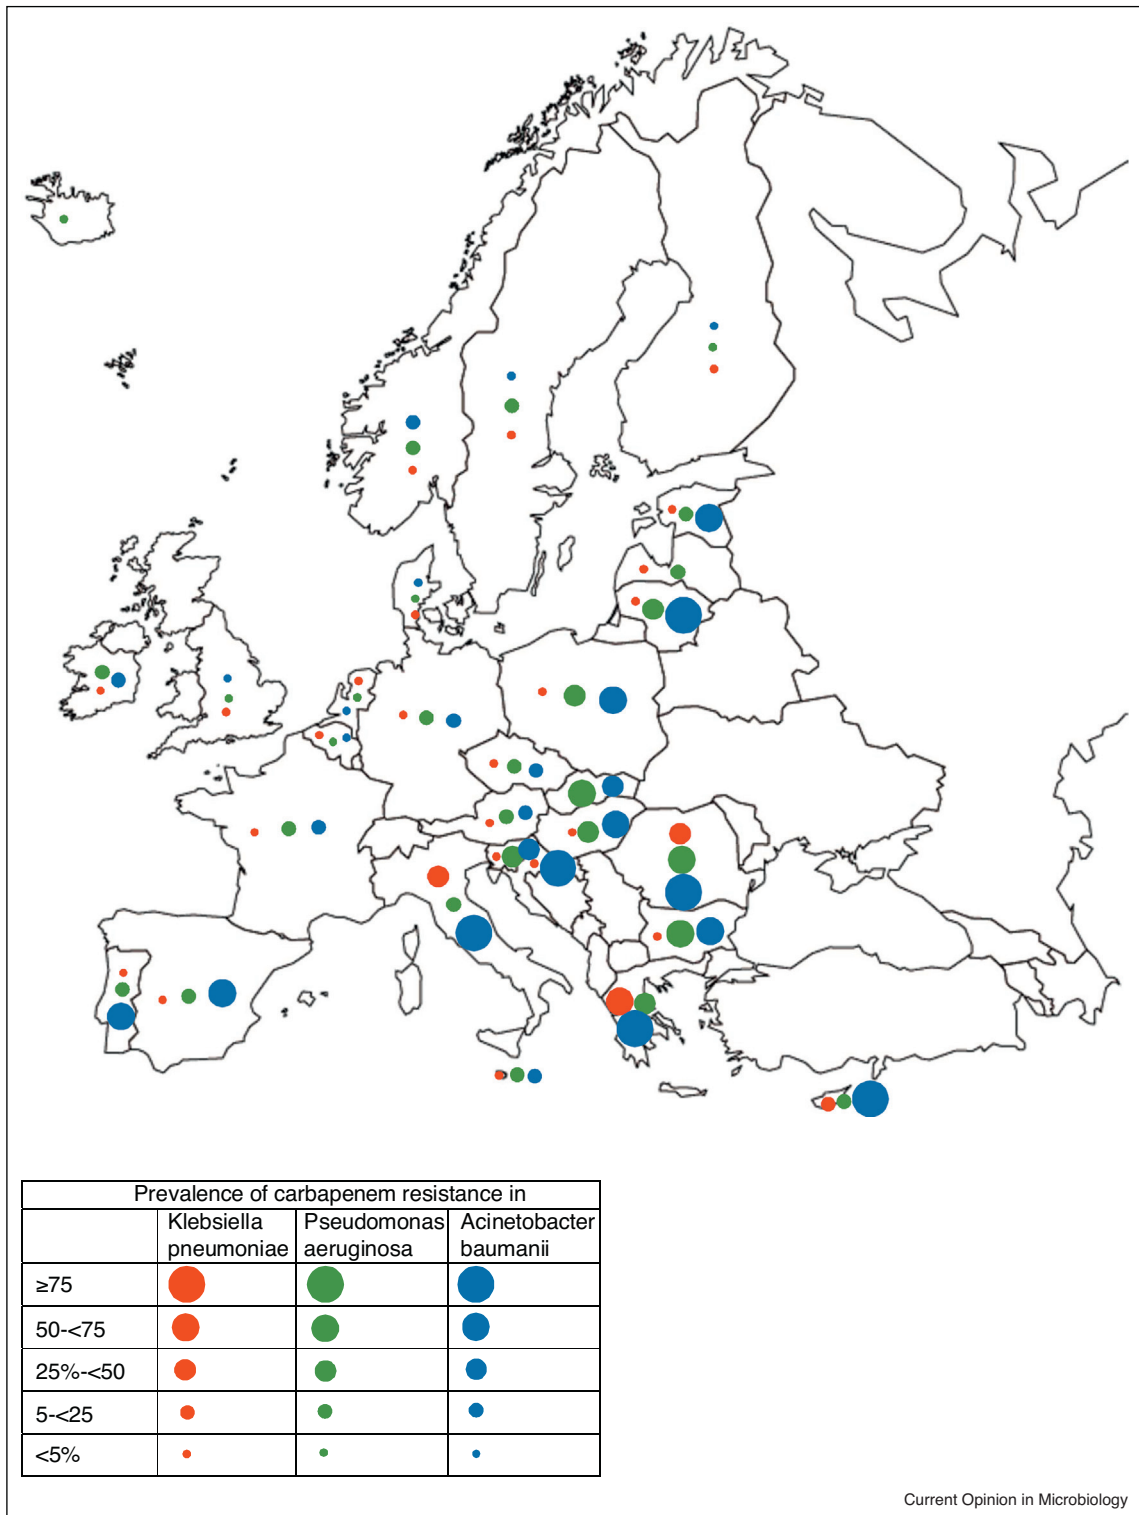 Prevalence of carbapenem resistance in
Klebsiella pneumoniae
Pseudomonas aeruginosa
Acinetobacter baumanii
≥75
50-<75
25%-<50
5-<25
<5%
Current Opinion in Microbiology